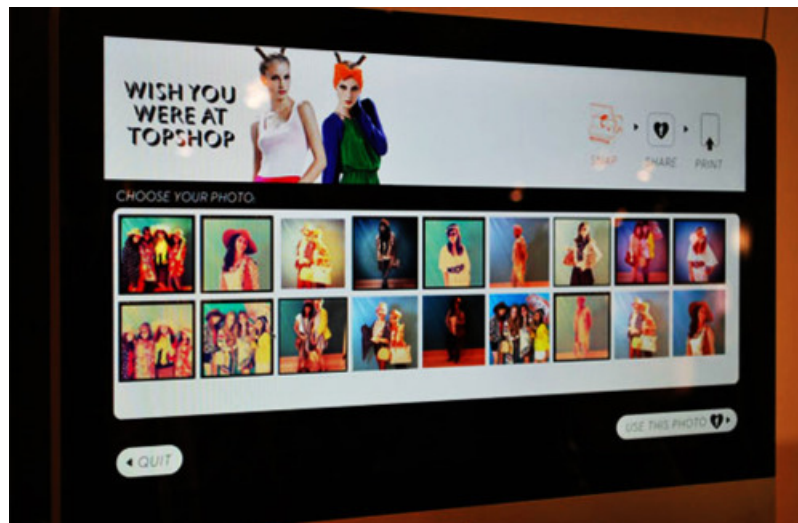 WISH YOU
WERE AT
TOPSHOP
SNAP
SHARE
PRINT
CHOOSE YOUR PHOTO:
USE THIS PHOTO
QUIT